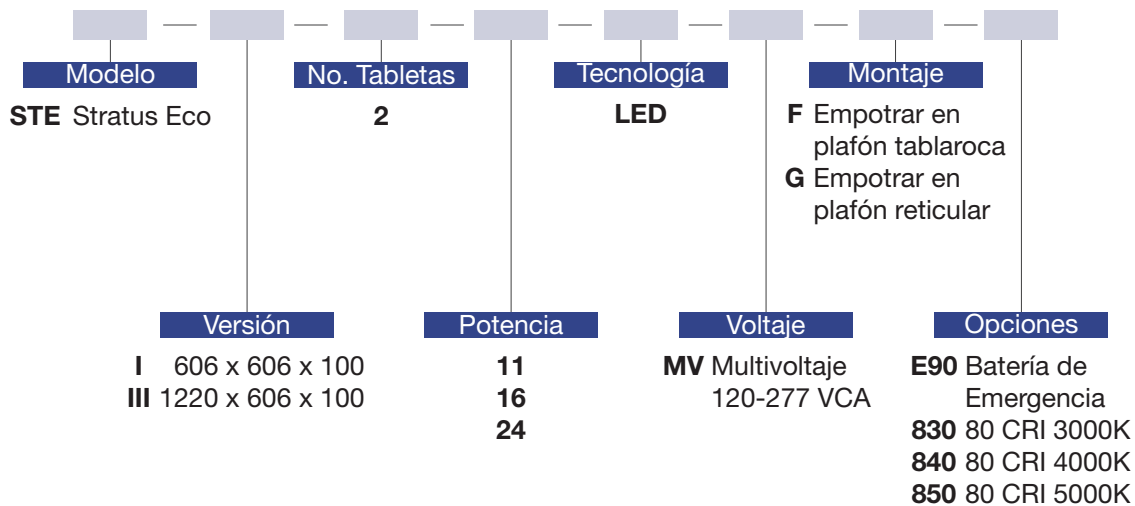 Modelo
No. Tabletas
Tecnología
Montaje
STE Stratus Eco
2
LED
F Empotrar en
plafón tablaroca
G Empotrar en
plafón reticular
Versión
Potencia
Voltaje
Opciones
I 606 x 606 x 100
III 1220 x 606 x 100
11
16
24
MV Multivoltaje
120-277 VCA
E90 Batería de
Emergencia
830 80 CRI 3000K
840 80 CRI 4000K
850 80 CRI 5000K